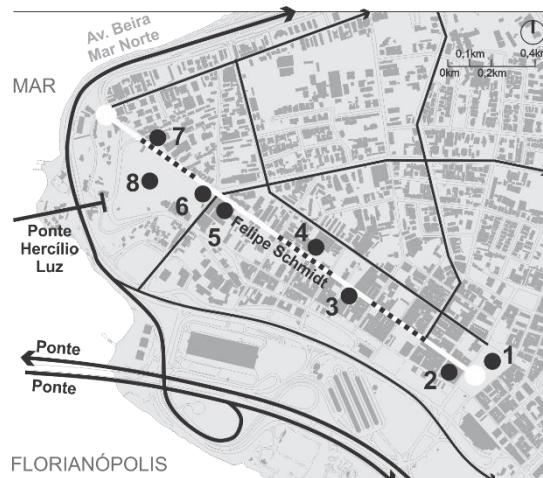 Av. Beira
Mar Norte
0,1km
0,4km
0km
0,2km
MAR
7
8
6
5
Ponte
Hercílio
Luz
Felipe Schmidt
4
3
1
2
Ponte
Ponte
FLORIANÓPOLIS